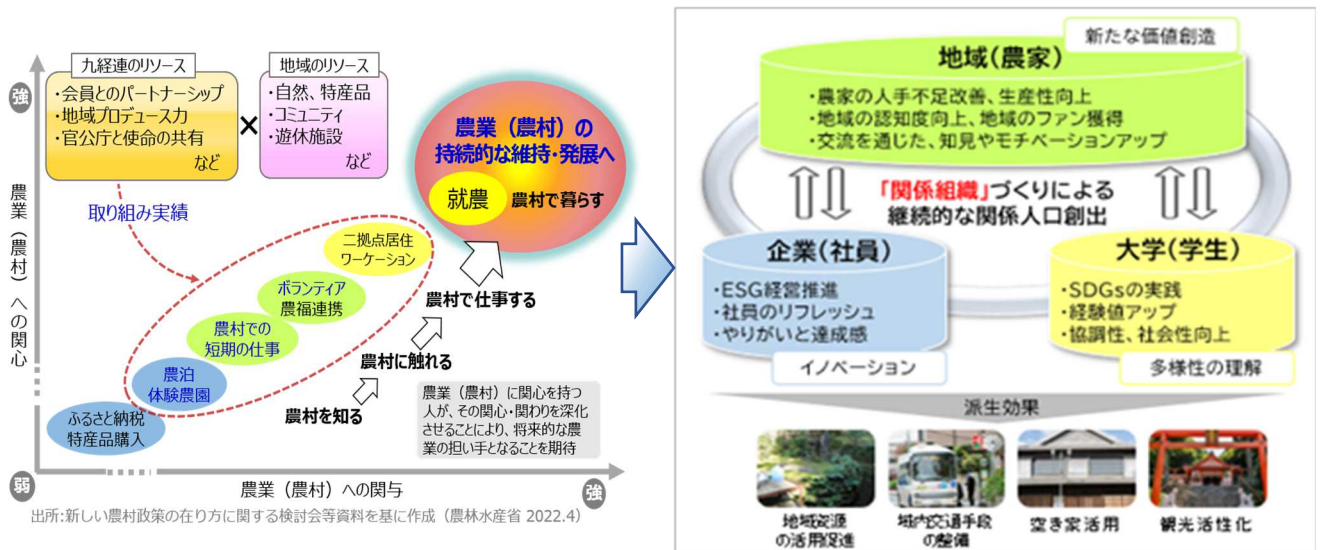 九経連のリソース
・会員とのパートナーシップ
・地域プロデュース力
・官公庁と使命の共有
など
×
地域のリソース
・自然、特産品
・コミュニティ
・遊休施設
など
強
農業（農村）への関心
弱
取り組み実績
農業（農村）の
持続的な維持・発展へ
就農
農村で暮らす
二拠点居住
ワーケーション
ボランティア
農福連携
農村での
短期の仕事
農泊
体験農園
ふるさと納税
特産品購入
農村で仕事する
農村に触れる
農村を知る
農業（農村）に関心を持つ
人が、その関心・関わりを深化
させることにより、将来的な農
業の担い手となることを期待
農業（農村）への関与
強
出所:新しい農村政策の在り方に関する検討会等資料を基に作成（農林水産省 2022.4）
新たな価値創造
地域（農家）
・農家の人手不足改善、生産性向上
・地域の認知度向上、地域のファン獲得
・交流を通じた、知見やモチベーションアップ
「関係組織」づくりによる
継続的な関係人口創出
企業（社員）
・ESG経営推進
・社員のリフレッシュ
・やりがいと達成感
イノベーション
大学（学生）
・SDGsの実践
・経験値アップ
・協調性、社会性向上
多様性の理解
派生効果
地域資源
の活用促進
域内交通手段
の整備
空き家活用
観光活性化